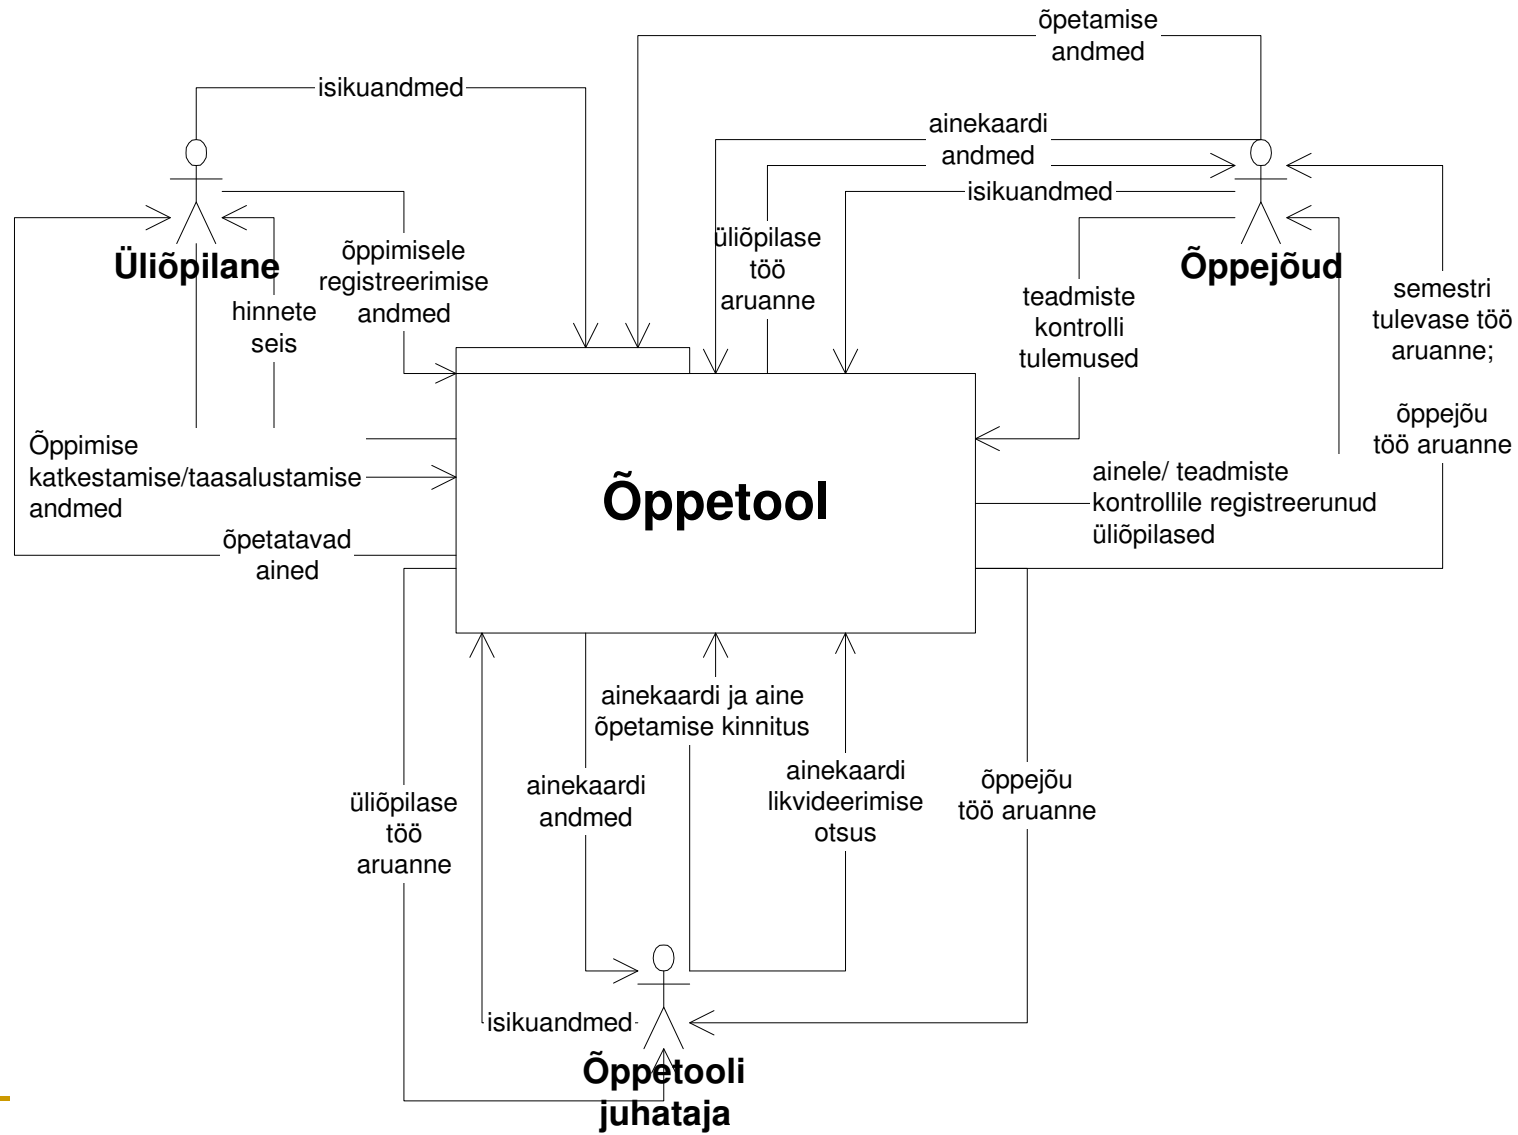 õpetamise
andmed
isikuandmed
ainekaardi
andmed
isikuandmed
Üliõpilane
õppimisele
registreerimise
andmed
hinnete
seis
üliõpilase
töö
aruanne
Õppejõud
teadmiste
kontrolli
tulemused
semestri
tulevase töö
aruanne;
õppejõu
töö aruanne
Õppimise
katkestamise/taasalustamise
andmed
Õppetool
ainele/ teadmiste
kontrollile registreerunud
üliõpilased
õpetatavad
ained
ainekaardi ja aine
õpetamise kinnitus
üliõpilase
töö
aruanne
ainekaardi
andmed
ainekaardi
likvideerimise
otsus
õppejõu
töö aruanne
isikuandmed
Õppetooli
juhataja